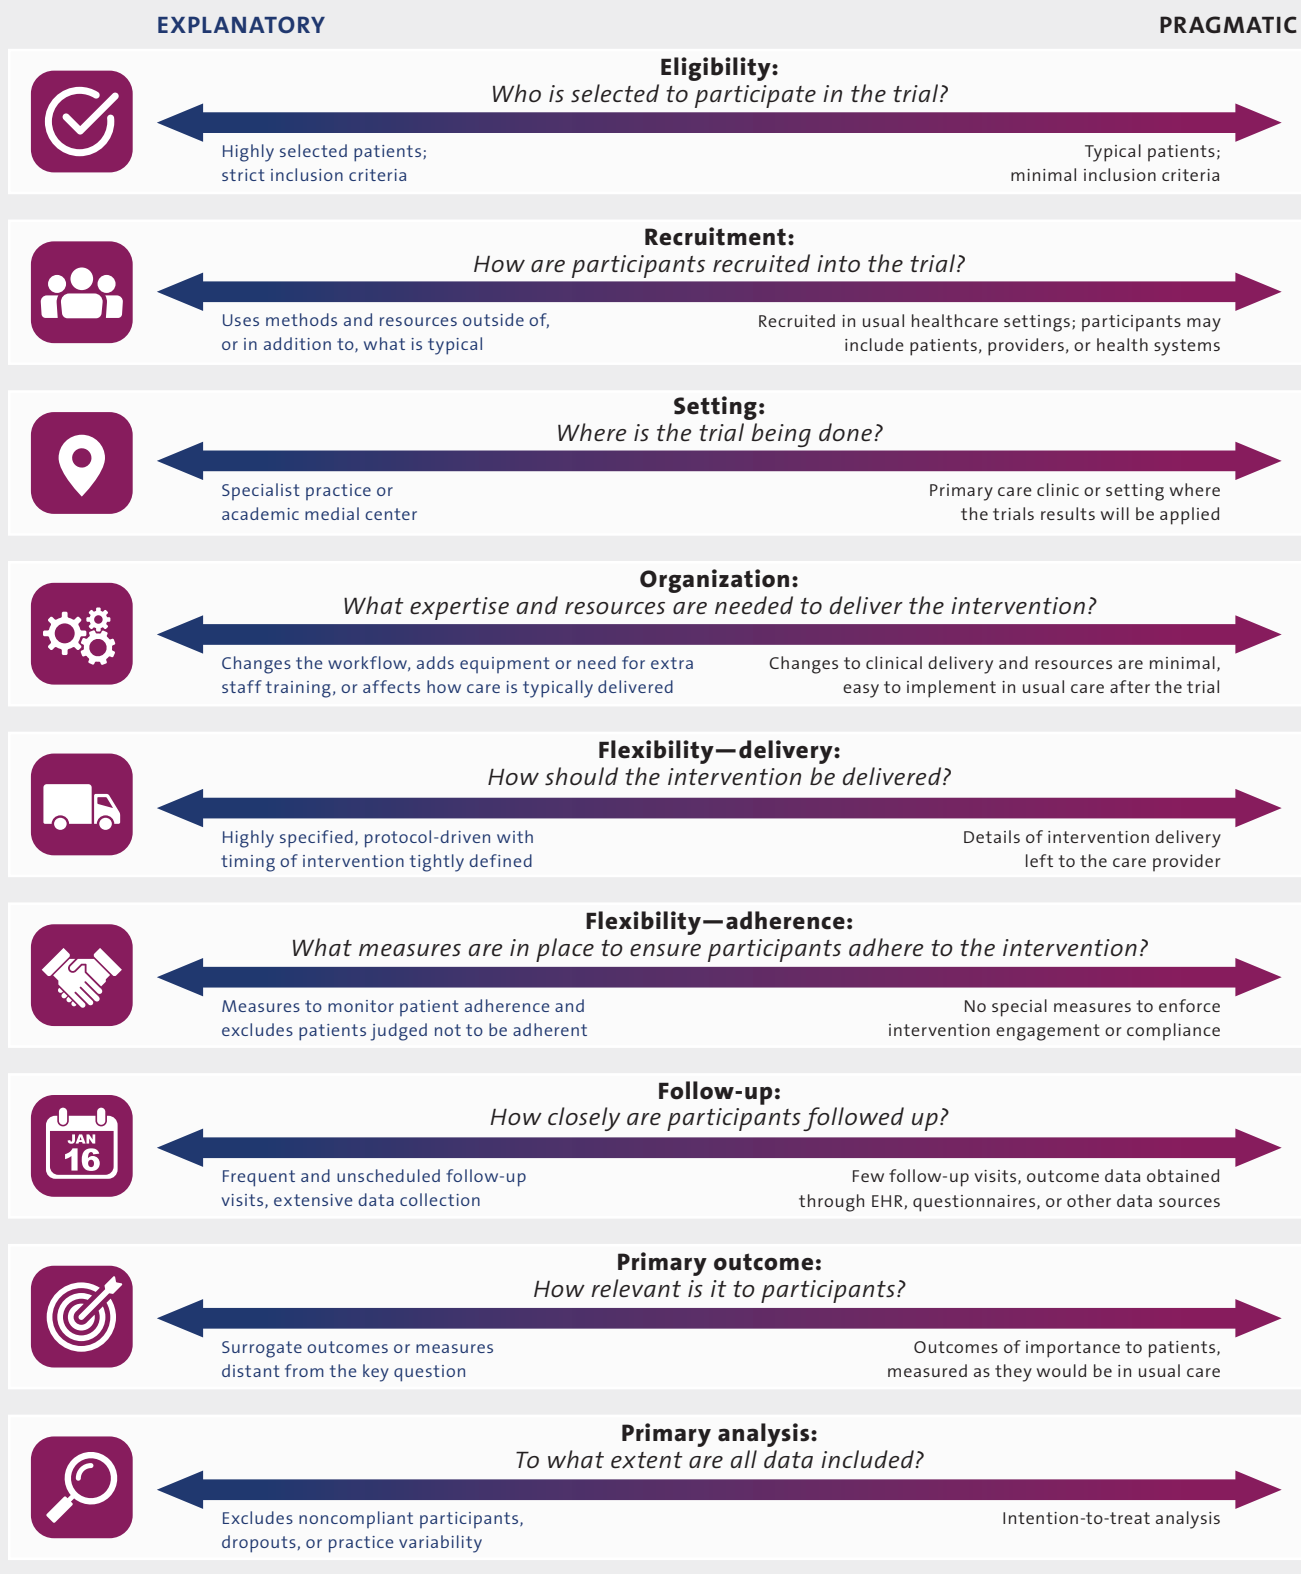 EXPLANATORY
PRAGMATIC
Eligibility:
Who is selected to participate in the trial?
Highly selected patients;
strict inclusion criteria
Typical patients;
minimal inclusion criteria
Recruitment:
How are participants recruited into the trial?
Uses methods and resources outside of,
or in addition to, what is typical
Recruited in usual healthcare settings; participants may
include patients, providers, or health systems
Setting:
Where is the trial being done?
Specialist practice or
academic medial center
Primary care clinic or setting where
the trials results will be applied
Organization:
What expertise and resources are needed to deliver the intervention?
Changes the workflow, adds equipment or need for extra
staff training, or affects how care is typically delivered
Changes to clinical delivery and resources are minimal,
easy to implement in usual care after the trial
Flexibility—delivery:
How should the intervention be delivered?
Highly specified, protocol-driven with
timing of intervention tightly defined
Details of intervention delivery
left to the care provider
Flexibility—adherence:
What measures are in place to ensure participants adhere to the intervention?
Measures to monitor patient adherence and
excludes patients judged not to be adherent
No special measures to enforce
intervention engagement or compliance
JAN
16
Follow-up:
How closely are participants followed up?
Frequent and unscheduled follow-up
visits, extensive data collection
Few follow-up visits, outcome data obtained
through EHR, questionnaires, or other data sources
Primary outcome:
How relevant is it to participants?
Surrogate outcomes or measures
distant from the key question
Outcomes of importance to patients,
measured as they would be in usual care
Primary analysis:
To what extent are all data included?
Excludes noncompliant participants,
dropouts, or practice variability
Intention-to-treat analysis